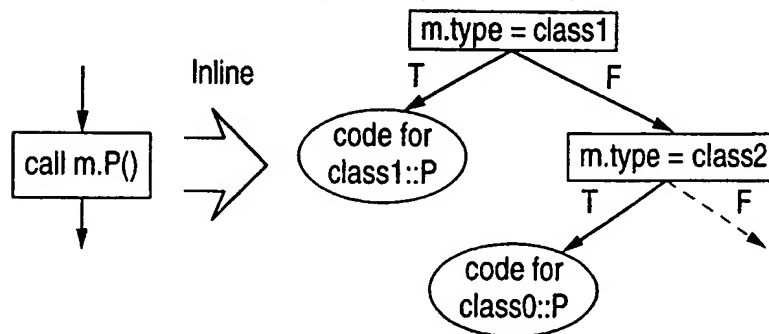 m.type = class1
Inline
T
F
code for
class1::P
call m.P()
m.type = class2
T
F
code for
class0::P